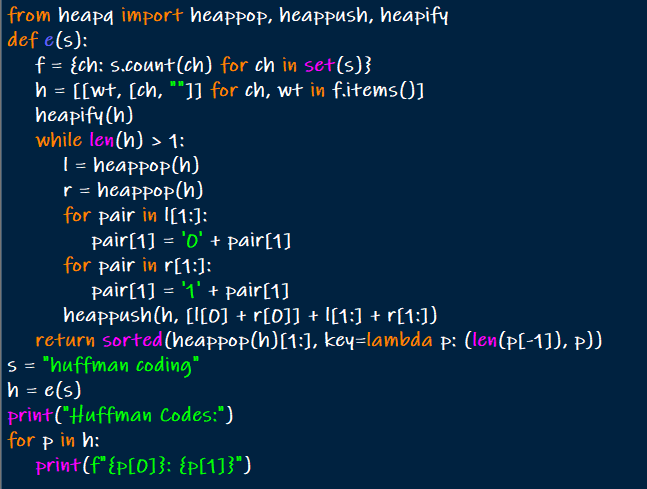 from heapq import heappop, heappush, heapify
def e(s):
    f = {ch: s.count(ch) for ch in set(s)}
    h = [[wt, [ch, ""]] for ch, wt in f.items()]
    heapify(h)
    while len(h) > 1:
        l = heappop(h)
        r = heappop(h)
        for pair in l[1:]:
            pair[1] = '0' + pair[1]
        for pair in r[1:]:
            pair[1] = '1' + pair[1]
        heappush(h, [l[0] + r[0]] + l[1:] + r[1:])
    return sorted(heappop(h)[1:], key=lambda p: (len(p[-1]), p))
s = "huffman coding"
h = e(s)
print("Huffman Codes:")
for p in h:
    print(f"{p[0]}: {p[1]}")